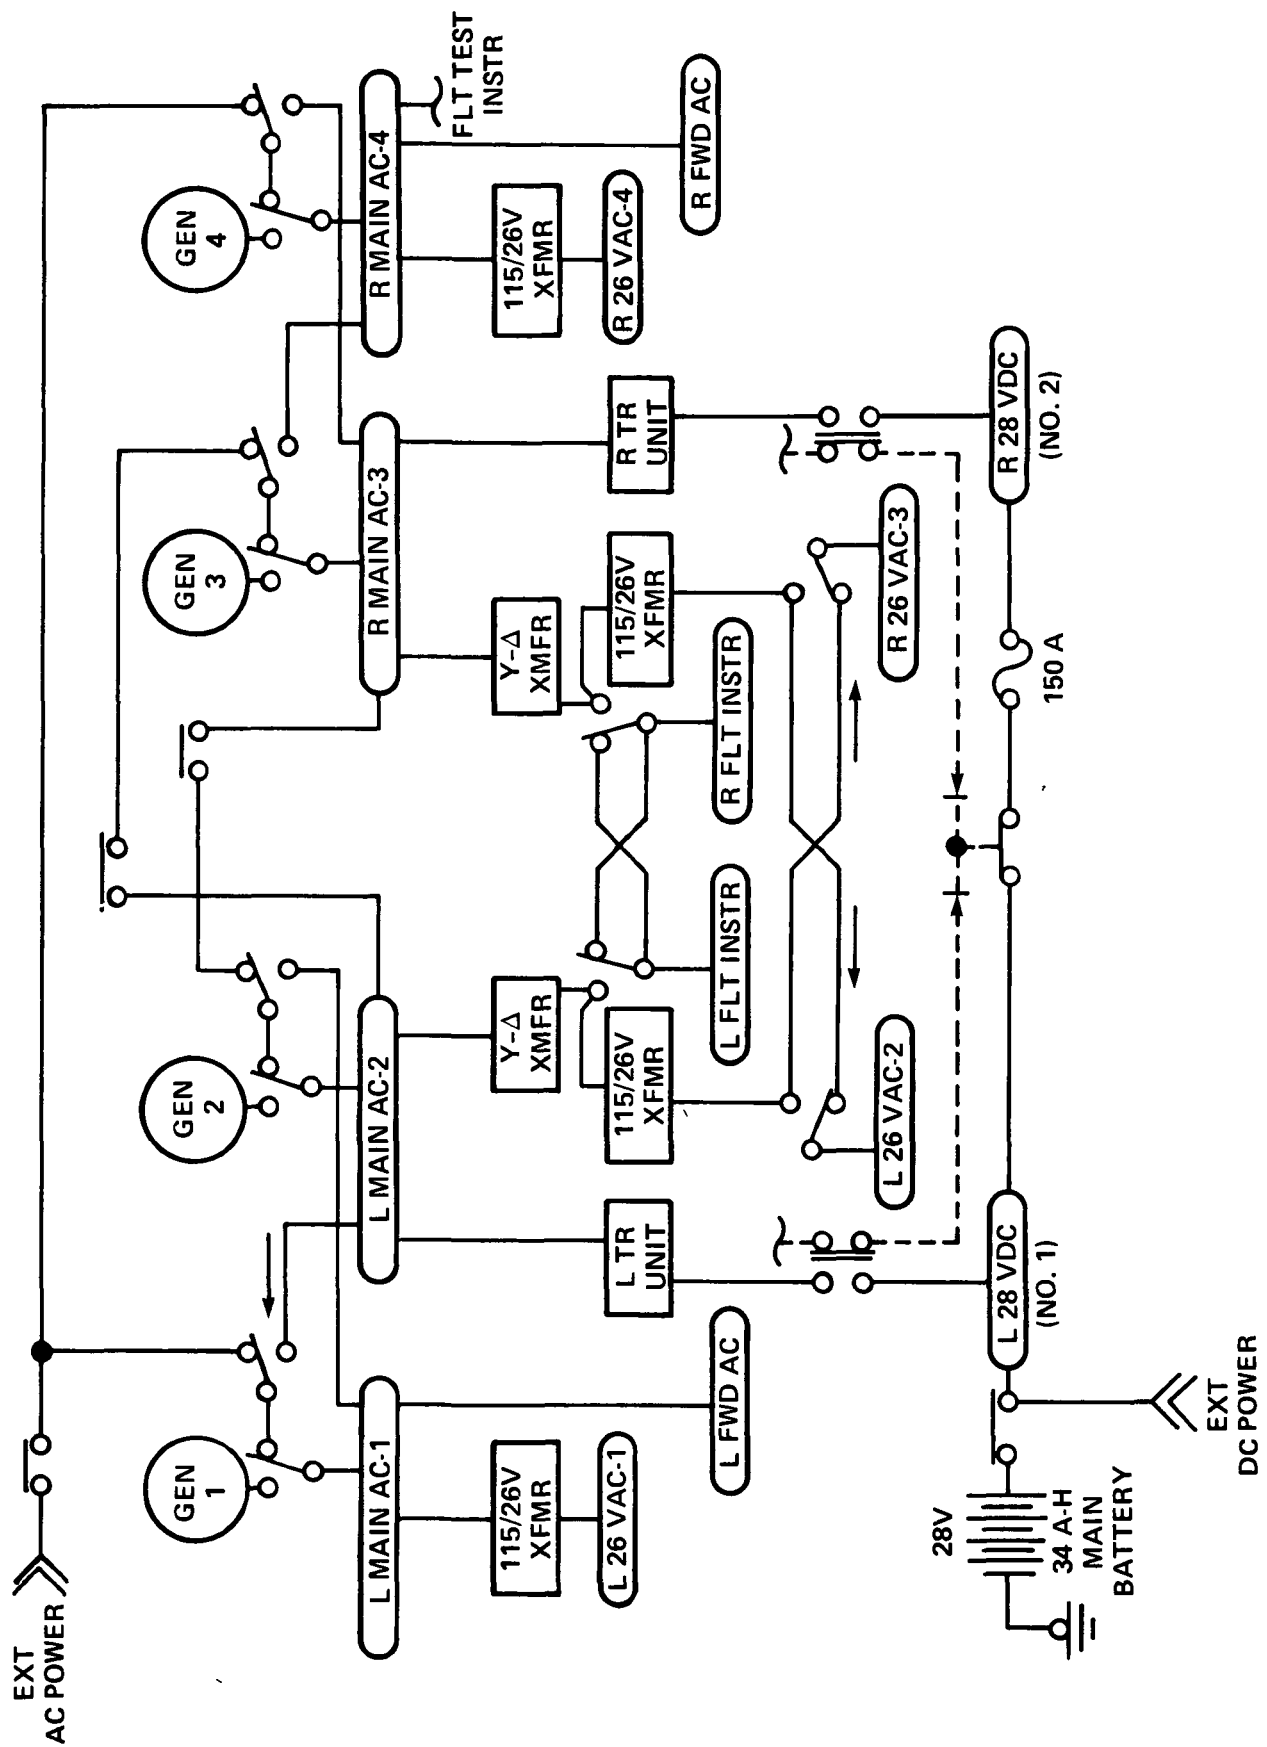 EXT
AC POWER
GEN
1
GEN
2
GEN
3
GEN
4
L MAIN AC-1
L MAIN AC-2
R MAIN AC-3
R MAIN AC-4
FLT TEST
INSTR
115/26V
XFMR
L 26 VAC-1
L FWD AC
L TR
UNIT
Y-Δ
XMFR
115/26V
XFMR
L FLT INSTR
L 26 VAC-2
Y-Δ
XMFR
115/26V
XFMR
R FLT INSTR
R 26 VAC-3
R TR
UNIT
115/26V
XFMR
R 26 VAC-4
R FWD AC
28V
34 A-H
MAIN
BATTERY
EXT
DC POWER
L 28 VDC
(NO. 1)
150 A
R 28 VDC
(NO. 2)